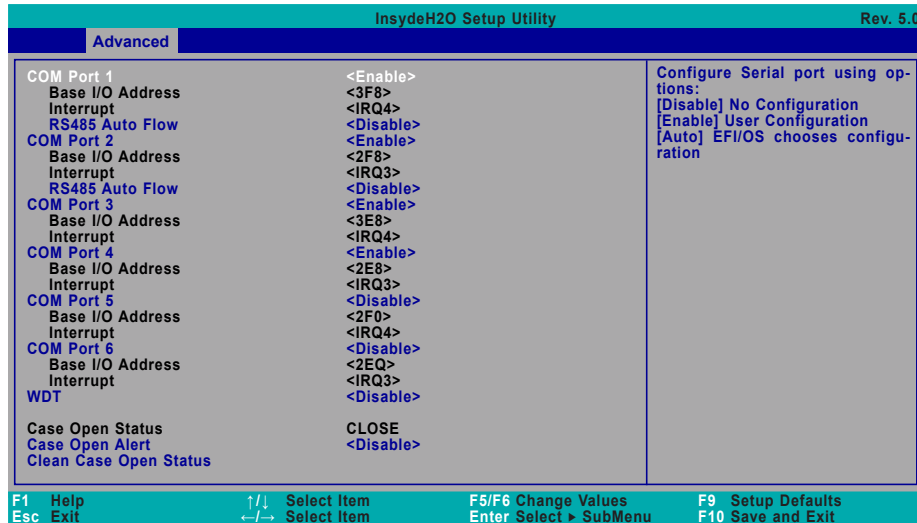 InsydeH2O Setup Utility Rev. 5.0
Advanced
COM Port 1 <Enable>
Base I/O Address <3F8>
Interrupt <IRQ4>
RS485 Auto Flow <Disable>
COM Port 2 <Enable>
Base I/O Address <2F8>
Interrupt <IRQ3>
RS485 Auto Flow <Disable>
COM Port 3 <Enable>
Base I/O Address <3E8>
Interrupt <IRQ4>
COM Port 4 <Enable>
Base I/O Address <2E8>
Interrupt <IRQ3>
COM Port 5 <Disable>
Base I/O Address <2F0>
Interrupt <IRQ4>
COM Port 6 <Disable>
Base I/O Address <2EQ>
Interrupt <IRQ3>
WDT <Disable>
Case Open Status CLOSE
Case Open Alert <Disable>
Clean Case Open Status
Configure Serial port using op-
tions:
[Disable] No Configuration
[Enable] User Configuration
[Auto] EFI/OS chooses configu-
ration
F1 Help ↑/↓ Select Item F5/F6 Change Values F9 Setup Defaults
Esc Exit ←/→ Select Item Enter Select ▸ SubMenu F10 Save and Exit